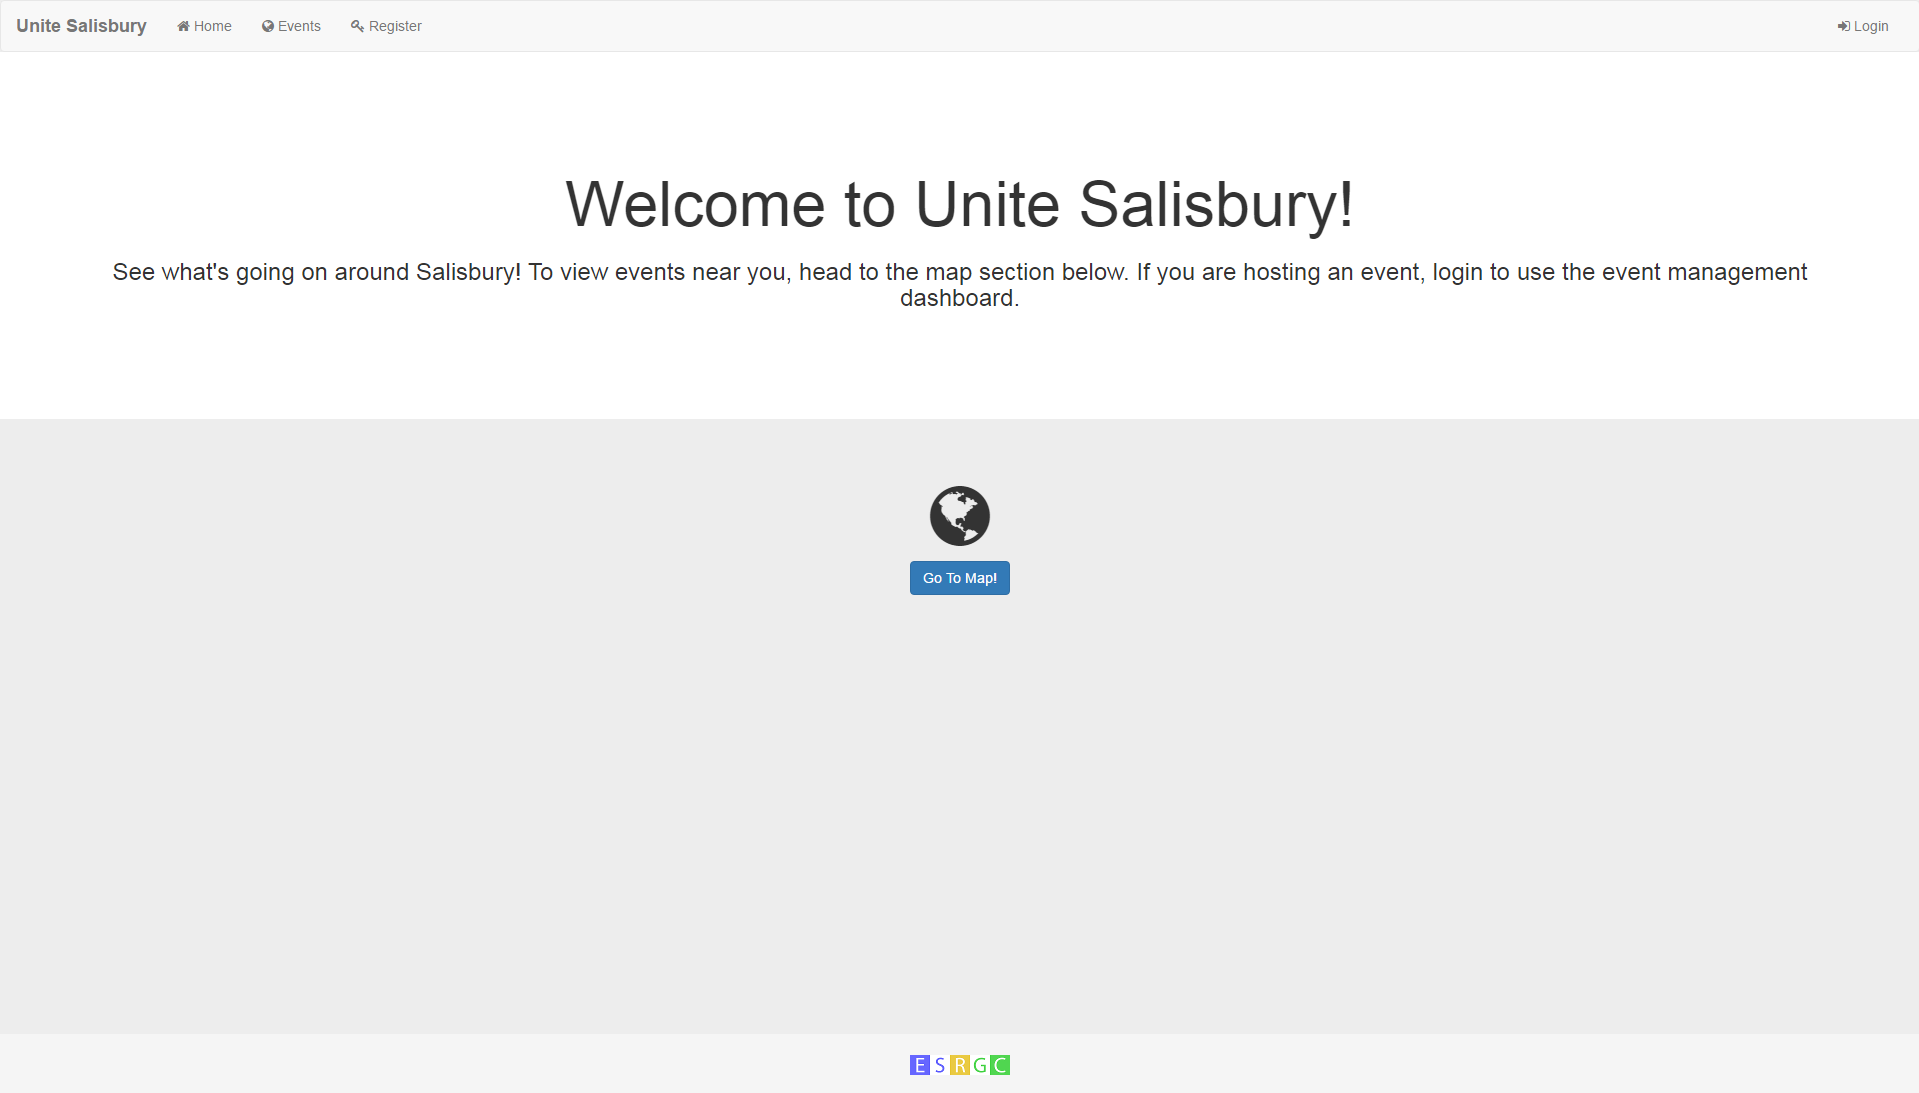 Unite Salisbury Home Events Register Login
Welcome to Unite Salisbury!
See what's going on around Salisbury! To view events near you, head to the map section below. If you are hosting an event, login to use the event management
dashboard.
Go To Map!
ESRGC